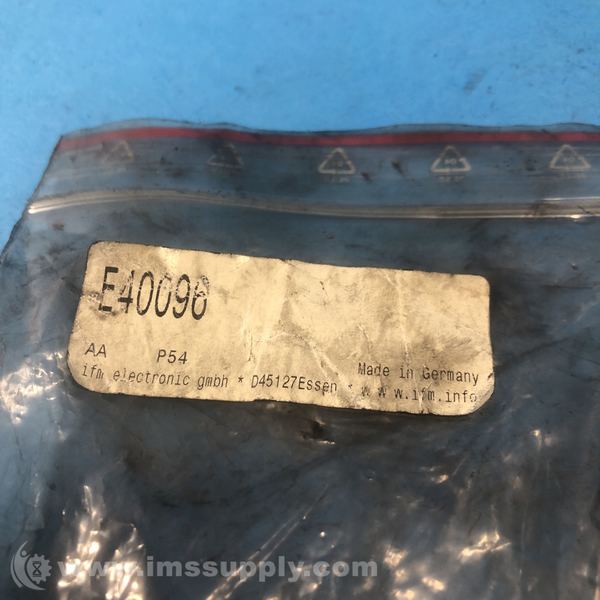 E40096
AA P54 Made in Germany
ifm electronic gmbh * D45127Essen * www.ifm.info
www.imssupply.com